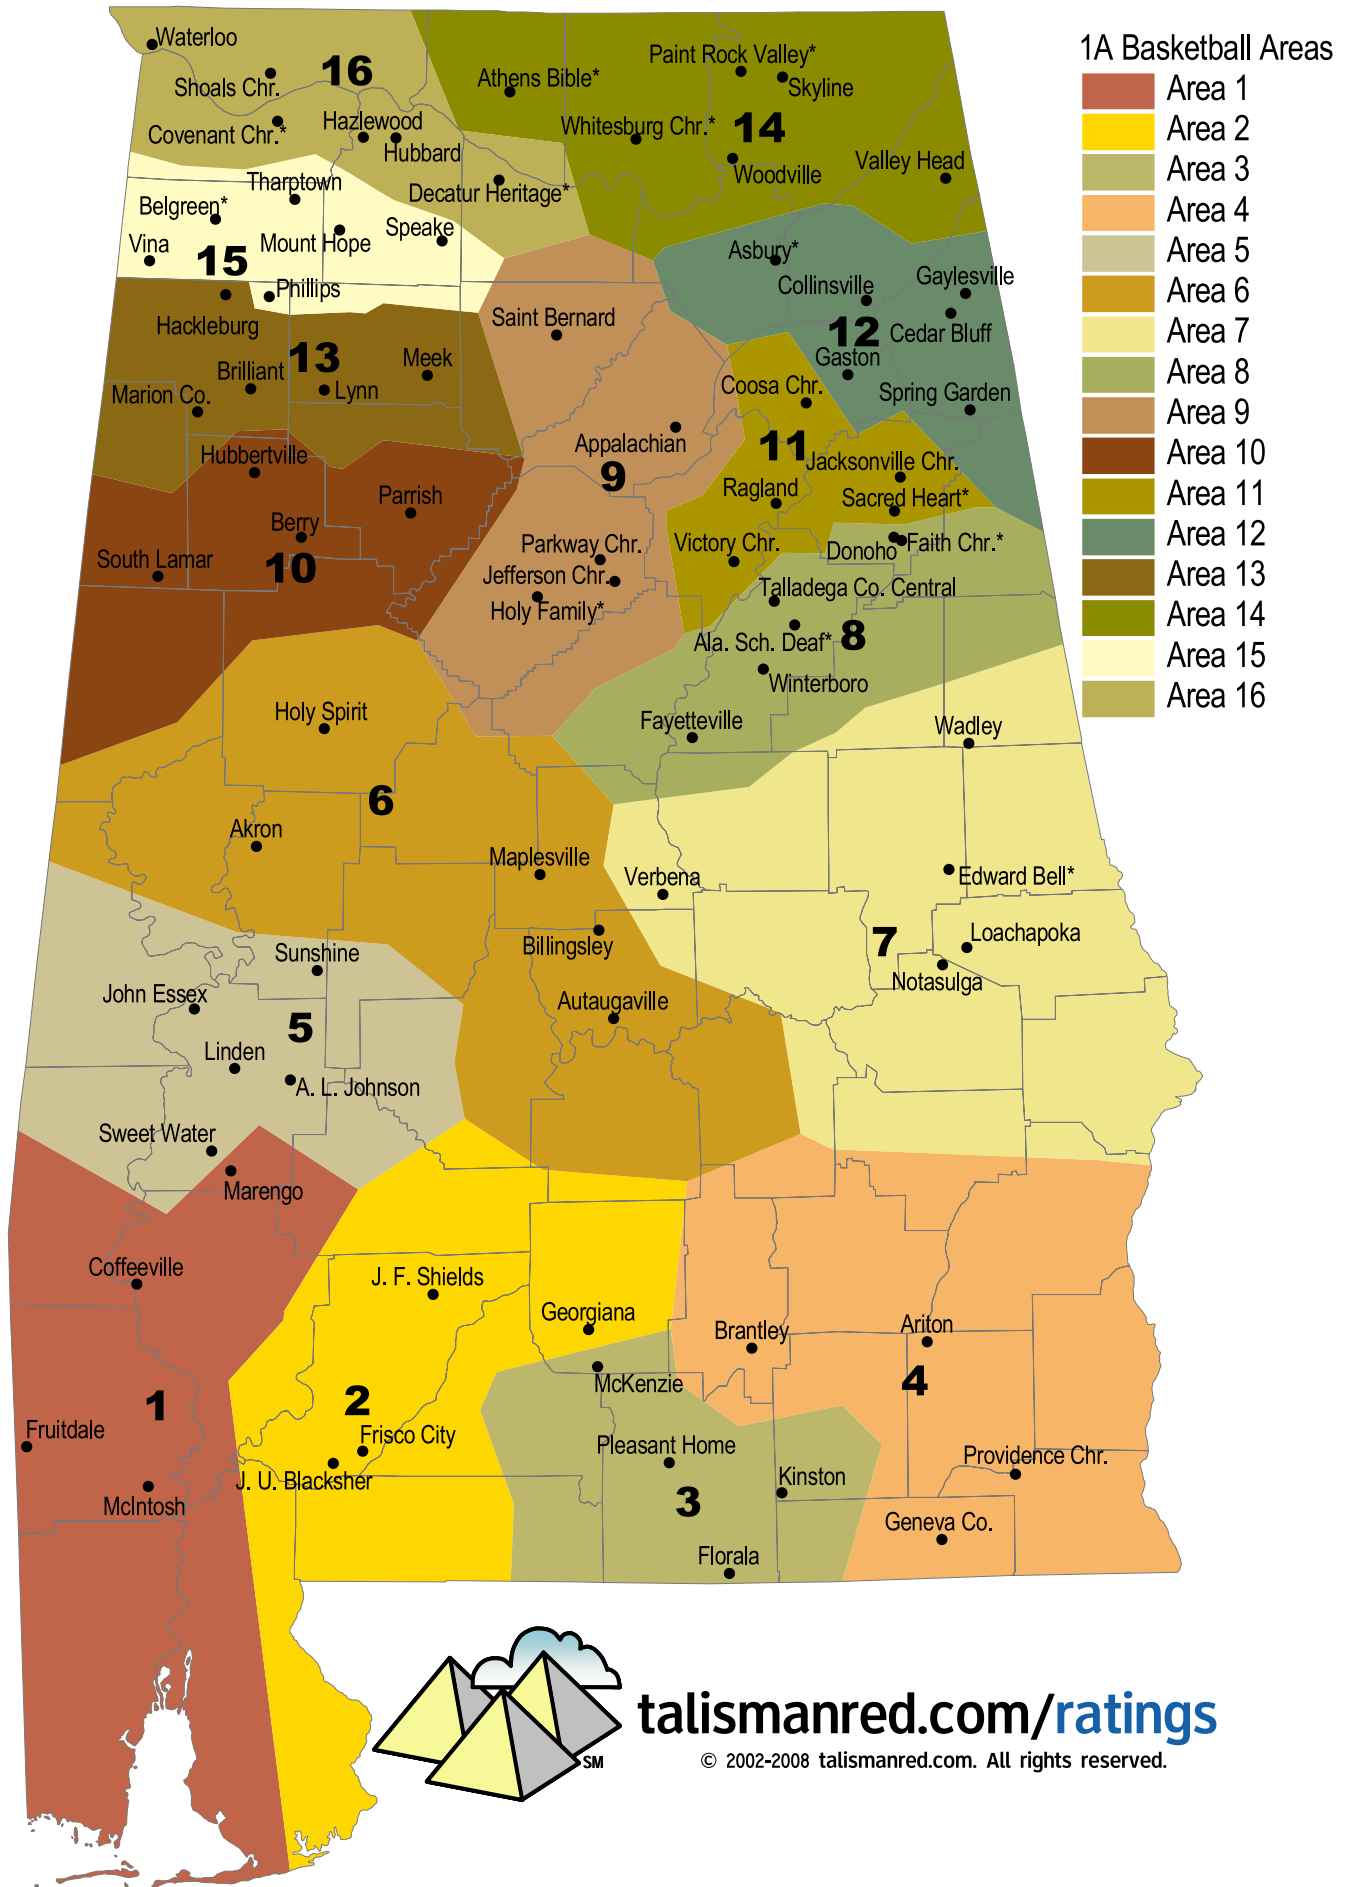 1A Basketball Areas
Area 1
Area 2
Area 3
Area 4
Area 5
Area 6
Area 7
Area 8
Area 9
Area 10
Area 11
Area 12
Area 13
Area 14
Area 15
Area 16
Waterloo
Shoals Chr.
16
Covenant Chr.*
Hazlewood
Hubbard
Decatur Heritage*
Athens Bible*
Paint Rock Valley*
Skyline
Whitesburg Chr.*
14
Woodville
Valley Head
Tharptown
Belgreen*
Vina
Mount Hope
Speake
15
Phillips
Hackleburg
13
Brilliant
Lynn
Meek
Marion Co.
Saint Bernard
Appalachian
9
Parkway Chr.
Jefferson Chr.
Holy Family*
Asbury*
Collinsville
Gaylesville
12
Cedar Bluff
Gaston
Spring Garden
Coosa Chr.
11
Jacksonville Chr.
Ragland
Sacred Heart*
Victory Chr.
Hubbertville
Parrish
Berry
South Lamar
10
Donoho
Faith Chr.*
Talladega Co. Central
Ala. Sch. Deaf*
8
Winterboro
Fayetteville
Holy Spirit
6
Akron
Maplesville
Billingsley
Autaugaville
Wadley
Verbena
Edward Bell*
7
Loachapoka
Notasulga
Sunshine
John Essex
5
Linden
A. L. Johnson
Sweet Water
Marengo
Coffeeville
1
Fruitdale
McIntosh
J. F. Shields
Georgiana
2
Frisco City
J. U. Blacksher
McKenzie
Pleasant Home
3
Kinston
Florala
Brantley
Ariton
4
Providence Chr.
Geneva Co.
SM
talismanred.com/ratings
© 2002-2008 talismanred.com. All rights reserved.